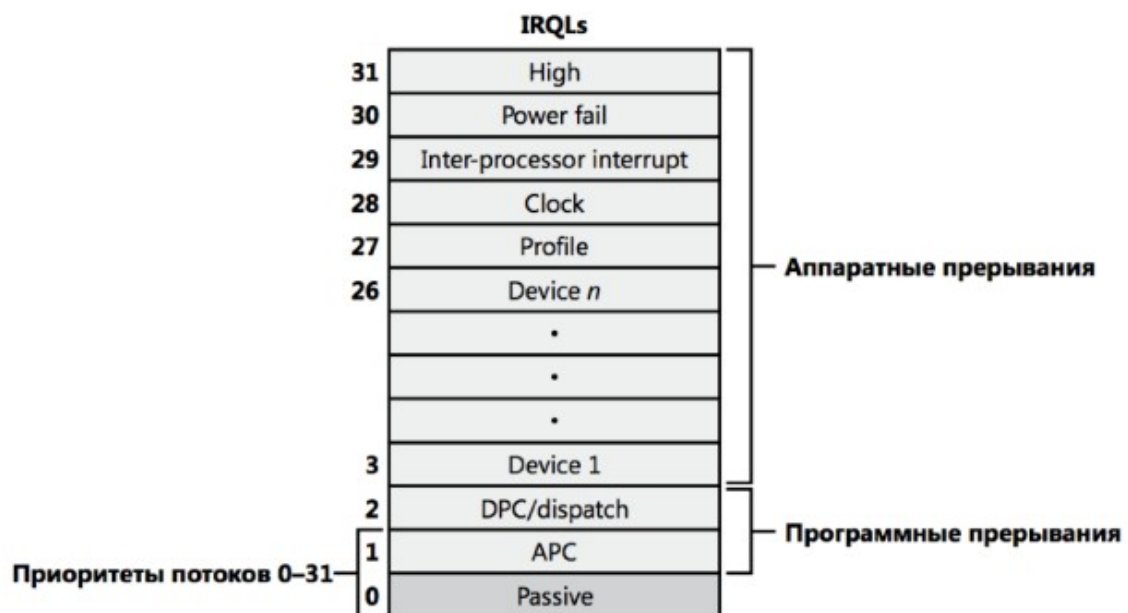 IRQLs
31 High
30 Power fail
29 Inter-processor interrupt
28 Clock
27 Profile
Аппаратные прерывания
26 Device n
•
•
•
3 Device 1
2 DPC/dispatch
Программные прерывания
1 APC
Приоритеты потоков 0–31
0 Passive